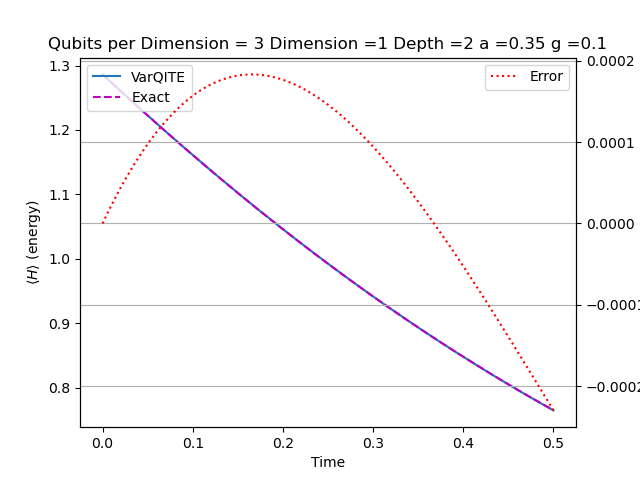 Qubits per Dimension = 3 Dimension =1 Depth =2 a =0.35 g =0.1
VarQITE
Exact
Error
1.3
1.2
1.1
1.0
0.9
0.8
⟨H⟩ (energy)
0.0002
0.0001
0.0000
−0.0001
−0.0002
0.0
0.1
0.2
0.3
0.4
0.5
Time